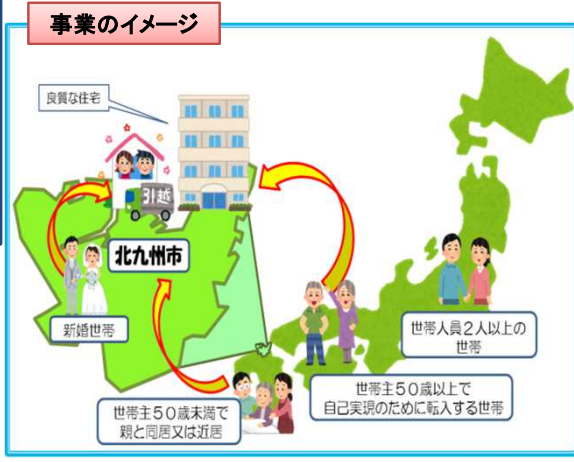 事業のイメージ
良質な住宅
引越
北九州市
新婚世帯
世帯人員２人以上の
世帯
世帯主５０歳以上で
自己実現のために転入する世帯
世帯主５０歳未満で
親と同居又は近居